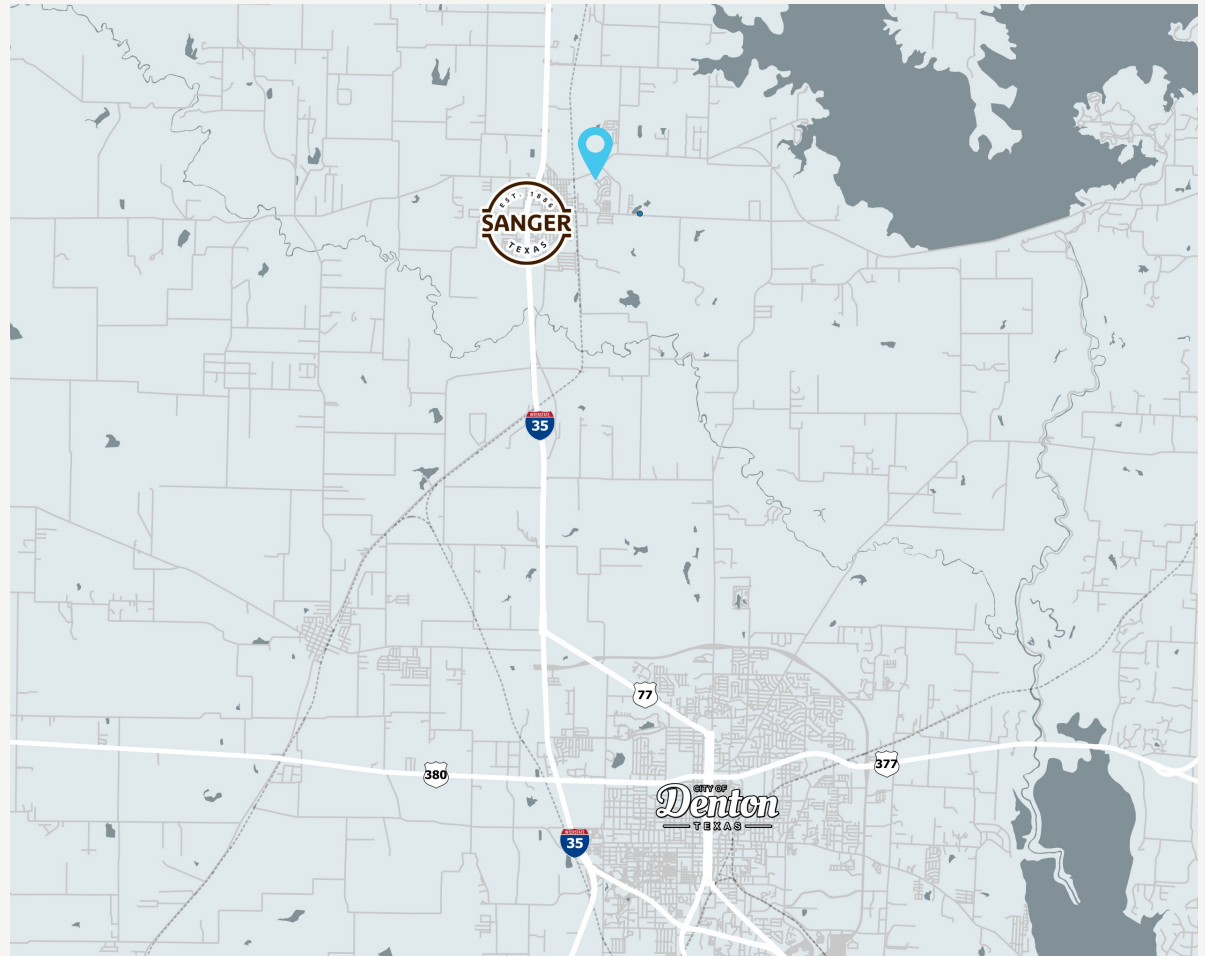 EST. 1886
SANGER
TEXAS
INTERSTATE
35
77
380
377
CITY OF
Denton
TEXAS
INTERSTATE
35